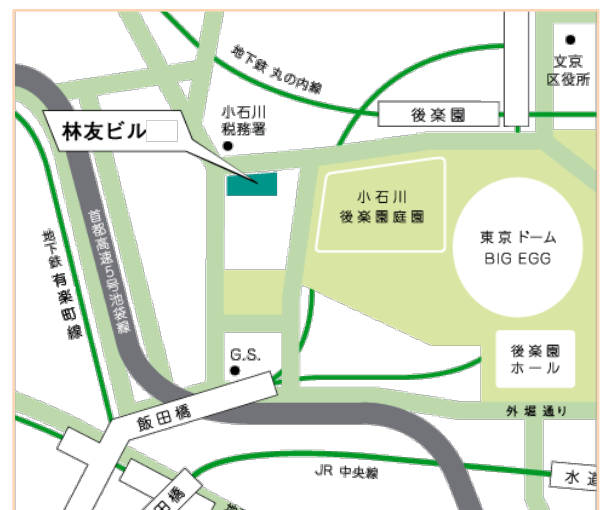 地下鉄 丸の内線
文京
区役所
後楽園
小石川
税務署
林友ビル
小石川
後楽園庭園
東京ドーム
BIG EGG
首都高速5号池袋線
地下鉄 有楽町線
G.S.
後楽園
ホール
外堀通り
飯田橋
JR 中央線
水道
田橋